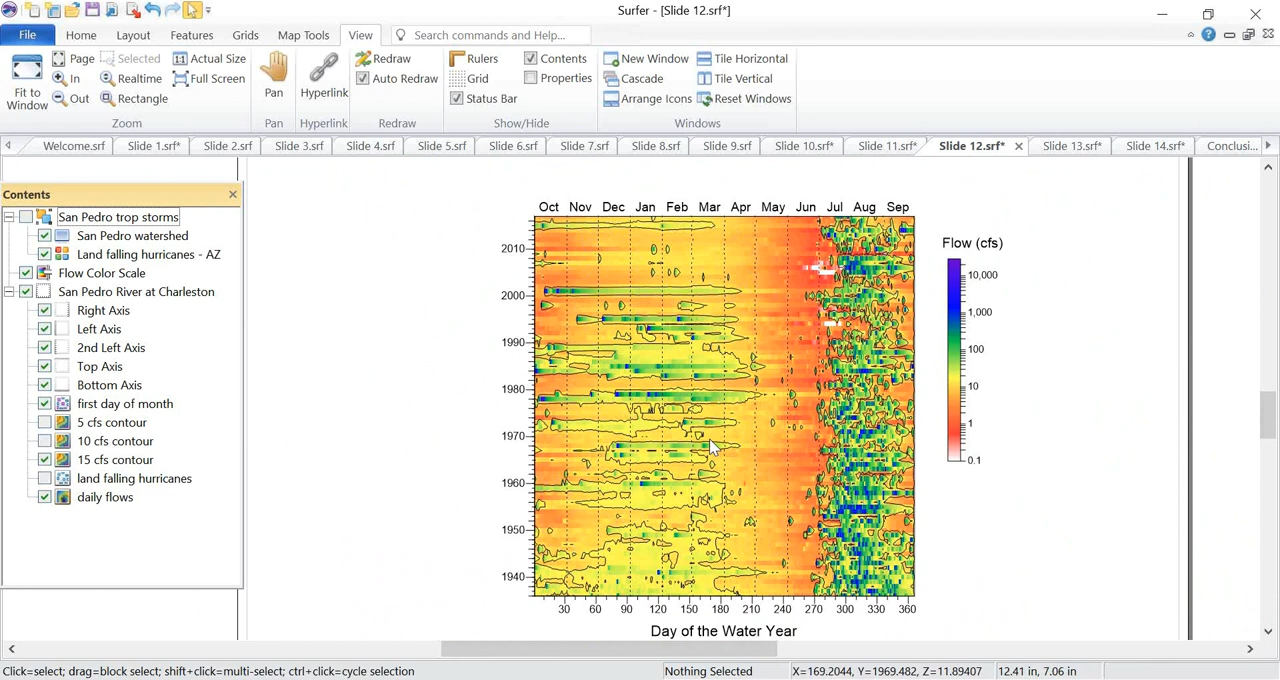 Surfer - [Slide 12.srf*]
File Home Layout Features Grids Map Tools View Search commands and Help...
Fit to Window
Page Selected Actual Size
In Realtime Full Screen
Out Rectangle
Zoom
Pan
Pan
Hyperlink
Hyperlink
Redraw
Auto Redraw
Redraw
Rulers Contents
Grid Properties
Status Bar
Show/Hide
New Window Tile Horizontal
Cascade Tile Vertical
Arrange Icons Reset Windows
Windows
Welcome.srf Slide 1.srf* Slide 2.srf Slide 3.srf Slide 4.srf Slide 5.srf Slide 6.srf Slide 7.srf Slide 8.srf Slide 9.srf Slide 10.srf* Slide 11.srf* Slide 12.srf* Slide 13.srf* Slide 14.srf* Conclusi...
Contents
San Pedro trop storms
San Pedro watershed
Land falling hurricanes - AZ
Flow Color Scale
San Pedro River at Charleston
Right Axis
Left Axis
2nd Left Axis
Top Axis
Bottom Axis
first day of month
5 cfs contour
10 cfs contour
15 cfs contour
land falling hurricanes
daily flows
Oct Nov Dec Jan Feb Mar Apr May Jun Jul Aug Sep
2010
2000
1990
1980
1970
1960
1950
1940
30 60 90 120 150 180 210 240 270 300 330 360
Day of the Water Year
Flow (cfs)
10,000
1,000
100
10
1
0.1
Click=select; drag=block select; shift+click=multi-select; ctrl+click=cycle selection Nothing Selected X=169.2044, Y=1969.482, Z=11.89407 12.41 in, 7.06 in